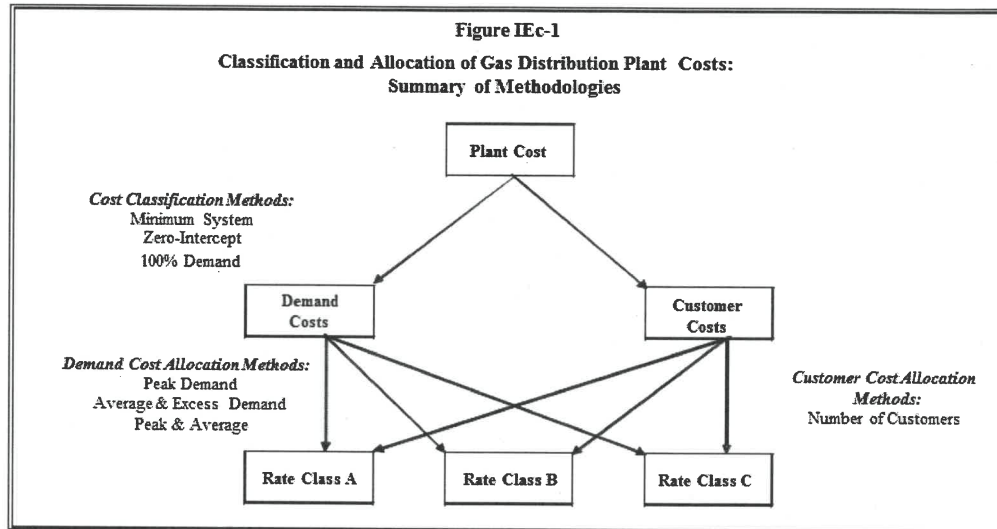 Figure IEc-1
Classification and Allocation of Gas Distribution Plant Costs:
Summary of Methodologies
Plant Cost
Cost Classification Methods:
Minimum System
Zero-Intercept
100% Demand
Demand
Costs
Customer
Costs
Demand Cost Allocation Methods:
Peak Demand
Average & Excess Demand
Peak & Average
Customer Cost Allocation
Methods:
Number of Customers
Rate Class A
Rate Class B
Rate Class C